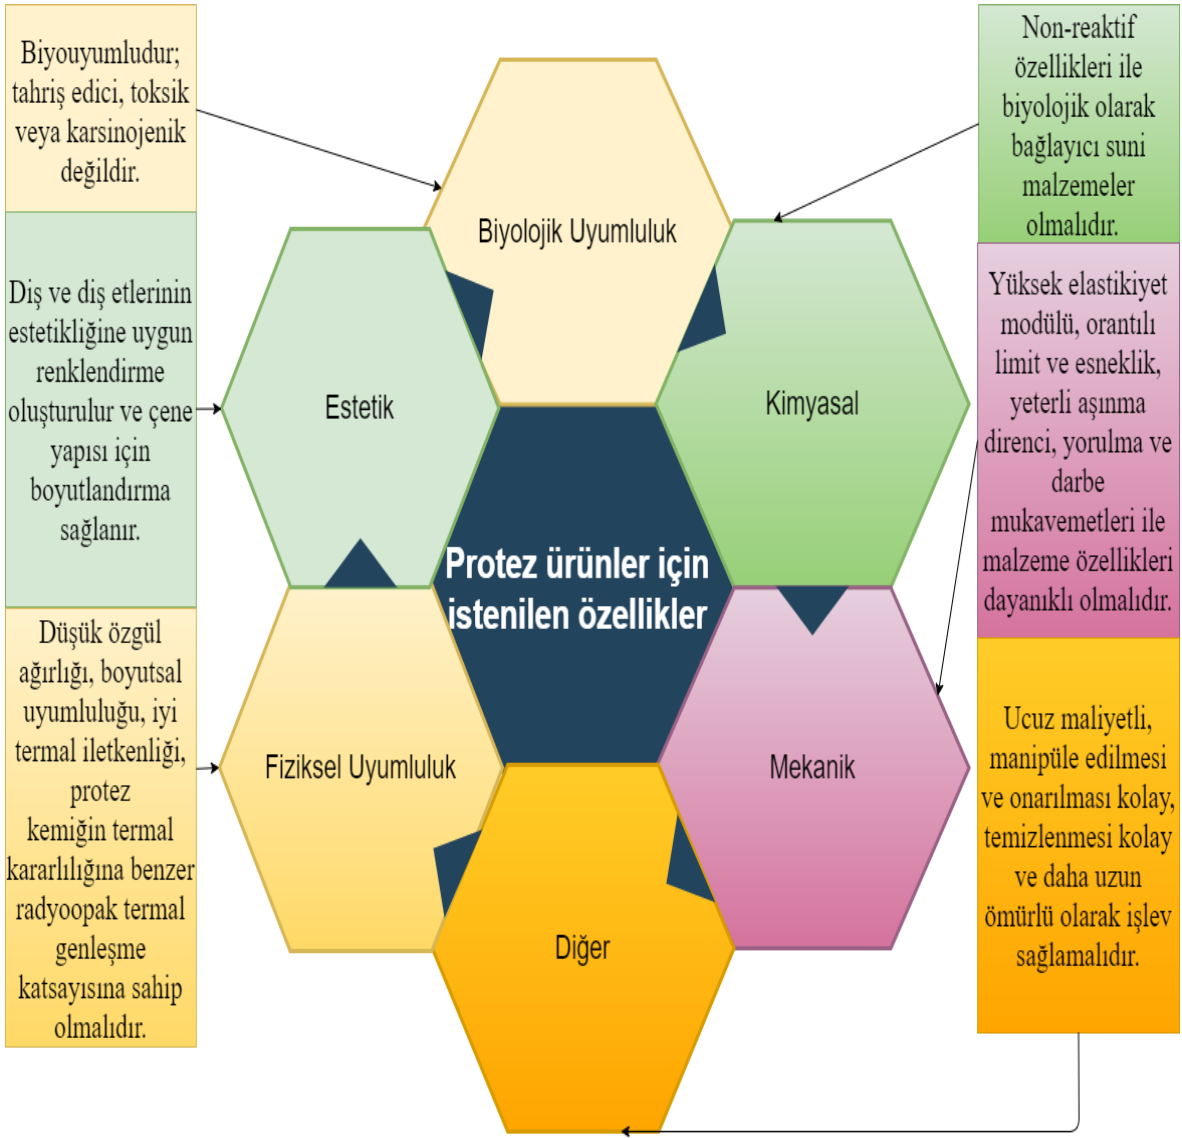 Biyouyumludur;
tahriş edici, toksik
veya karsinojenik
değildir.
Diş ve diş etlerinin
estetikliğine uygun
renklendirme
oluşturulur ve çene
yapısı için
boyutlandırma
sağlanır.
Düşük özgül
ağırlığı, boyutsal
uyumluluğu, iyi
termal iletkenliği,
protez
kemiğin termal
kararlılığına benzer
radyoopak termal
genleşme
katsayısına sahip
olmalıdır.
Biyolojik Uyumluluk
Estetik
Kimyasal
Protez ürünler için
istenilen özellikler
Fiziksel Uyumluluk
Mekanik
Diğer
Non-reaktif
özellikleri ile
biyolojik olarak
bağlayıcı suni
malzemeler
olmalıdır.
Yüksek elastikiyet
modülü, orantılı
limit ve esneklik,
yeterli aşınma
direnci, yorulma ve
darbe
mukavemetleri ile
malzeme özellikleri
dayanıklı olmalıdır.
Ucuz maliyetli,
manipüle edilmesi
ve onarılması kolay,
temizlenmesi kolay
ve daha uzun
ömürlü olarak işlev
sağlamalıdır.